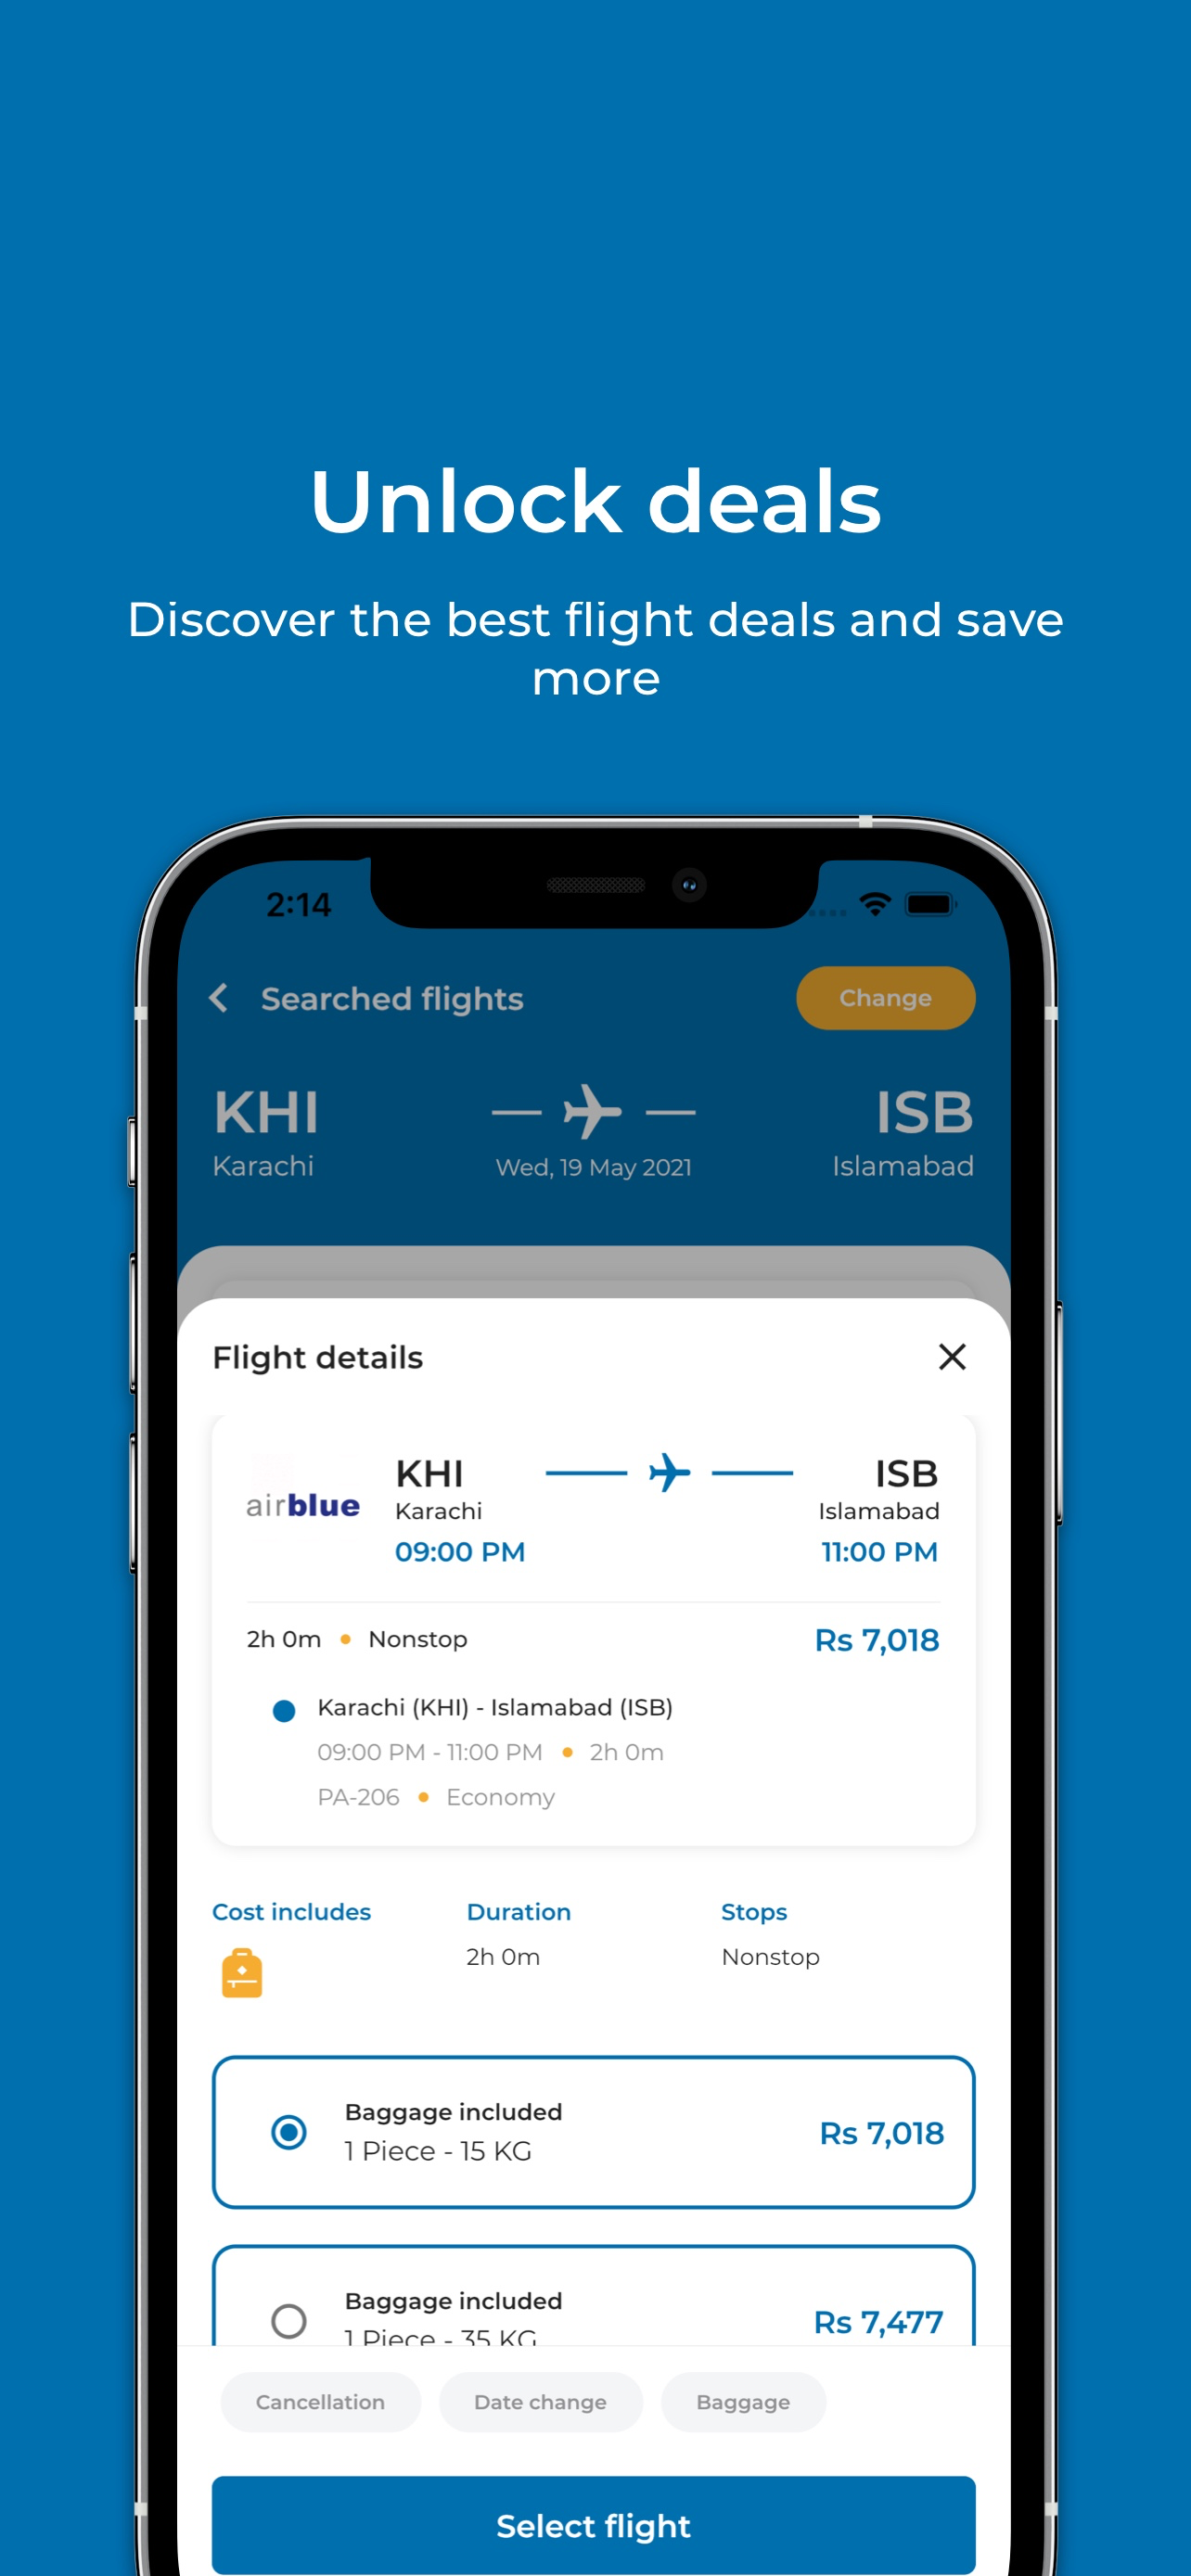 Unlock deals
Discover the best flight deals and save
more
2:14
Searched flights
Change
KHI
ISB
Karachi
Wed, 19 May 2021
Islamabad
Flight details
airblue
KHI
ISB
Karachi
Islamabad
09:00 PM
11:00 PM
2h 0m • Nonstop
Rs 7,018
Karachi (KHI) - Islamabad (ISB)
09:00 PM - 11:00 PM • 2h 0m
PA-206 • Economy
Cost includes
Duration
Stops
2h 0m
Nonstop
Baggage included
1 Piece - 15 KG
Rs 7,018
Baggage included
1 Piece - 35 KG
Rs 7,477
Cancellation
Date change
Baggage
Select flight